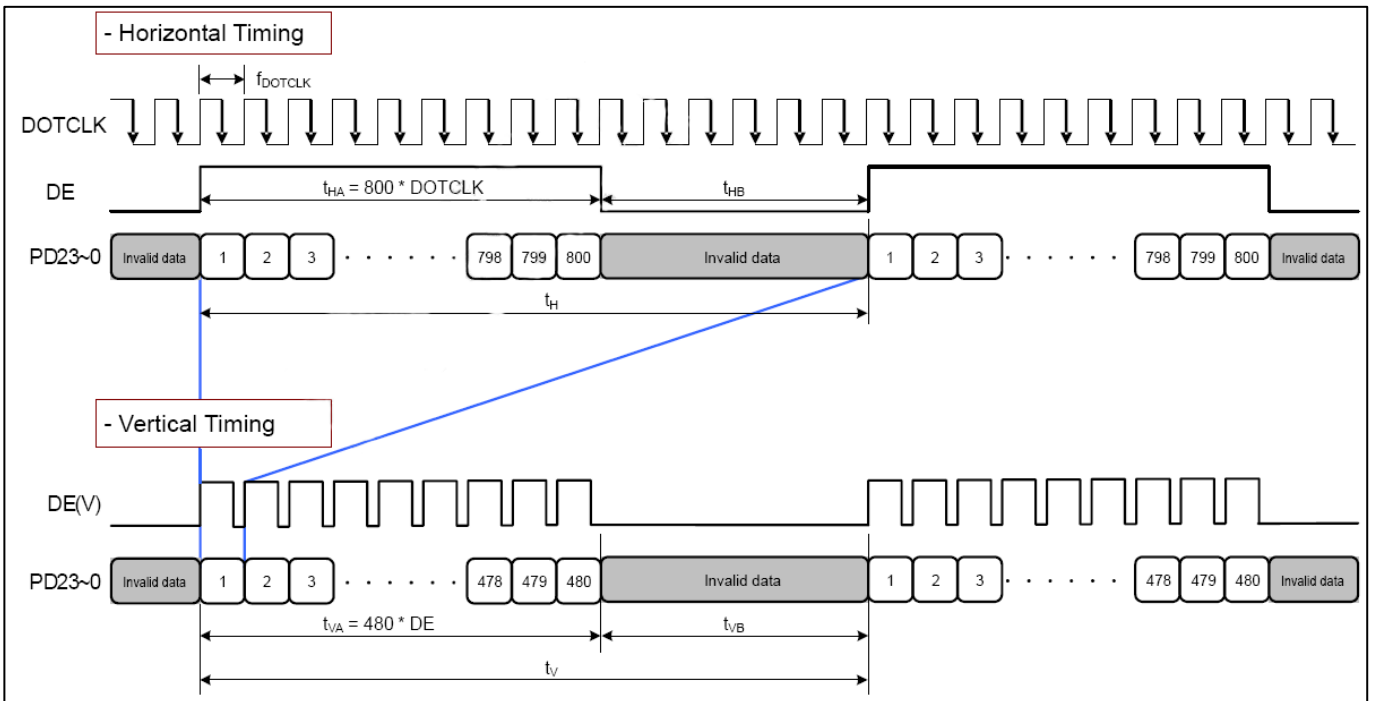 - Horizontal Timing
fDOTCLK
DOTCLK
DE
tHA = 800 * DOTCLK
tHB
PD23~0
Invalid data 1 2 3 · · · · · · 798 799 800 Invalid data 1 2 3 · · · · · · 798 799 800 Invalid data
tH
- Vertical Timing
DE(V)
PD23~0
Invalid data 1 2 3 · · · · · · 478 479 480 Invalid data 1 2 3 · · · · · · 478 479 480 Invalid data
tVA = 480 * DE
tVB
tV